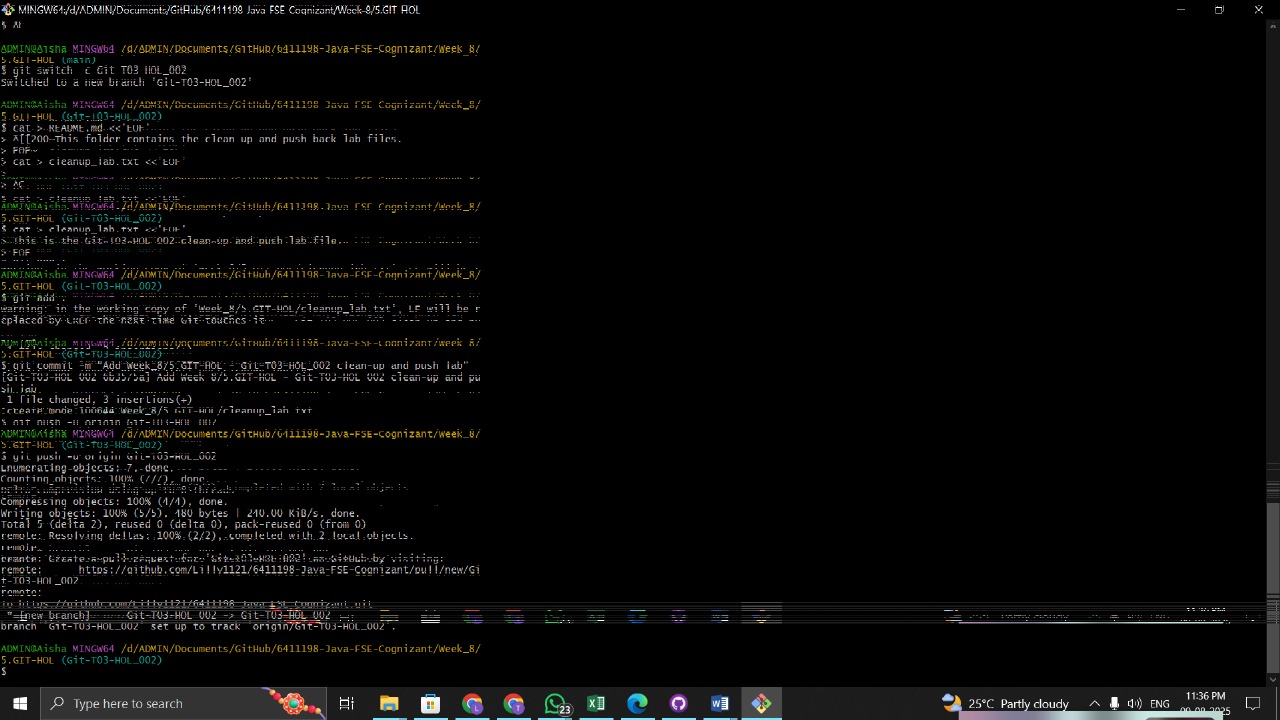 MINGW64:/d/ADMIN/Documents/GitHub/6411198-Java-FSE-Cognizant/Week-8/5.GIT-HOL
ADMIN@Aisha MINGW64 /d/ADMIN/Documents/GitHub/6411198-Java-FSE-Cognizant/Week_8/
5.GIT-HOL (main)
$ git switch -c Git-T03-HOL_002
Switched to a new branch 'Git-T03-HOL_002'
ADMIN@Aisha MINGW64 /d/ADMIN/Documents/GitHub/6411198-Java-FSE-Cognizant/Week_8/
5.GIT-HOL (Git-T03-HOL_002)
$ cat > README.md <<'EOF'
> ^[[200~This folder contains the clean up and push back lab files.
> EOF~
> cat > cleanup_lab.txt <<'EOF'
>
> ^C
ADMIN@Aisha MINGW64 /d/ADMIN/Documents/GitHub/6411198-Java-FSE-Cognizant/Week_8/
5.GIT-HOL (Git-T03-HOL_002)
$ cat > cleanup_lab.txt <<'EOF'
> This is the Git-T03-HOL_002 clean-up and push lab file.
> EOF
ADMIN@Aisha MINGW64 /d/ADMIN/Documents/GitHub/6411198-Java-FSE-Cognizant/Week_8/
5.GIT-HOL (Git-T03-HOL_002)
$ git add .
warning: in the working copy of 'Week_8/5.GIT-HOL/cleanup_lab.txt', LF will be r
eplaced by CRLF the next time Git touches it
ADMIN@Aisha MINGW64 /d/ADMIN/Documents/GitHub/6411198-Java-FSE-Cognizant/Week_8/
5.GIT-HOL (Git-T03-HOL_002)
$ git commit -m "Add Week_8/5.GIT-HOL - Git-T03-HOL_002 clean-up and push lab"
[Git-T03-HOL_002 Add Week_8/5.GIT-HOL - Git-T03-HOL_002 clean-up and pu
sh lab
1 file changed, 3 insertions(+)
create mode 100644 Week_8/5.GIT-HOL/cleanup_lab.txt
$ git push -u origin Git-T03-HOL_002
ADMIN@Aisha MINGW64 /d/ADMIN/Documents/GitHub/6411198-Java-FSE-Cognizant/Week_8/
5.GIT-HOL (Git-T03-HOL_002)
$ git push -u origin Git-T03-HOL_002
Enumerating objects: 7, done.
Counting objects: 100% (7/7), done.
Compressing objects: 100% (4/4), done.
Writing objects: 100% (5/5), 480 bytes | 240.00 KiB/s, done.
Total 5 (delta 2), reused 0 (delta 0), pack-reused 0 (from 0)
remote: Resolving deltas: 100% (2/2), completed with 2 local objects.
remote:
remote: Create a pull request for 'Git-T03-HOL_002' on GitHub by visiting:
remote: https://github.com/Lilly1121/6411198-Java-FSE-Cognizant/pull/new/Gi
t-T03-HOL_002
remote:
To https://github.com/Lilly1121/6411198-Java-FSE-Cognizant.git
* [new branch] Git-T03-HOL_002 -> Git-T03-HOL_002
branch 'Git-T03-HOL_002' set up to track 'origin/Git-T03-HOL_002'.
ADMIN@Aisha MINGW64 /d/ADMIN/Documents/GitHub/6411198-Java-FSE-Cognizant/Week_8/
5.GIT-HOL (Git-T03-HOL_002)
$
Type here to search
23
25°C Partly cloudy
ENG
11:36 PM